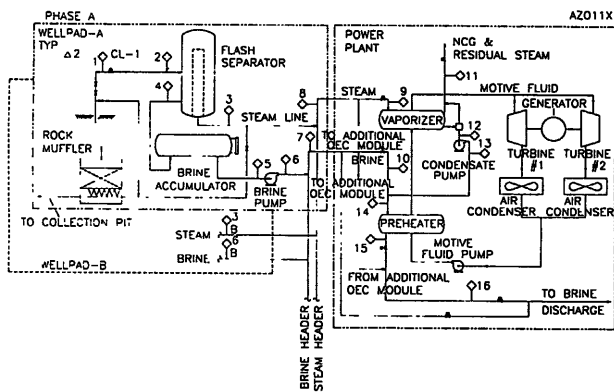 PHASE A
AZ011X
WELLPAD-A
TYP
△2
1
CL-1
2
4
FLASH
SEPARATOR
3
STEAM LINE
ROCK
MUFFLER
BRINE
ACCUMULATOR
5
6
BRINE
PUMP
TO COLLECTION PIT
3
STEAM
B
6
BRINE
B
WELLPAD-B
8
7
STEAM
TO ADDITIONAL
OEC MODULE
BRINE
TO ADDITIONAL
OEC MODULE
BRINE HEADER
STEAM HEADER
POWER
PLANT
NCG &
RESIDUAL STEAM
9
11
MOTIVE FLUID
VAPORIZER
GENERATOR
12
13
10
CONDENSATE
PUMP
TURBINE
#1
TURBINE
#2
AIR
CONDENSER
AIR
CONDENSER
14
PREHEATER
15
MOTIVE
FLUID PUMP
FROM ADDITIONAL
OEC MODULE
16
TO BRINE
DISCHARGE